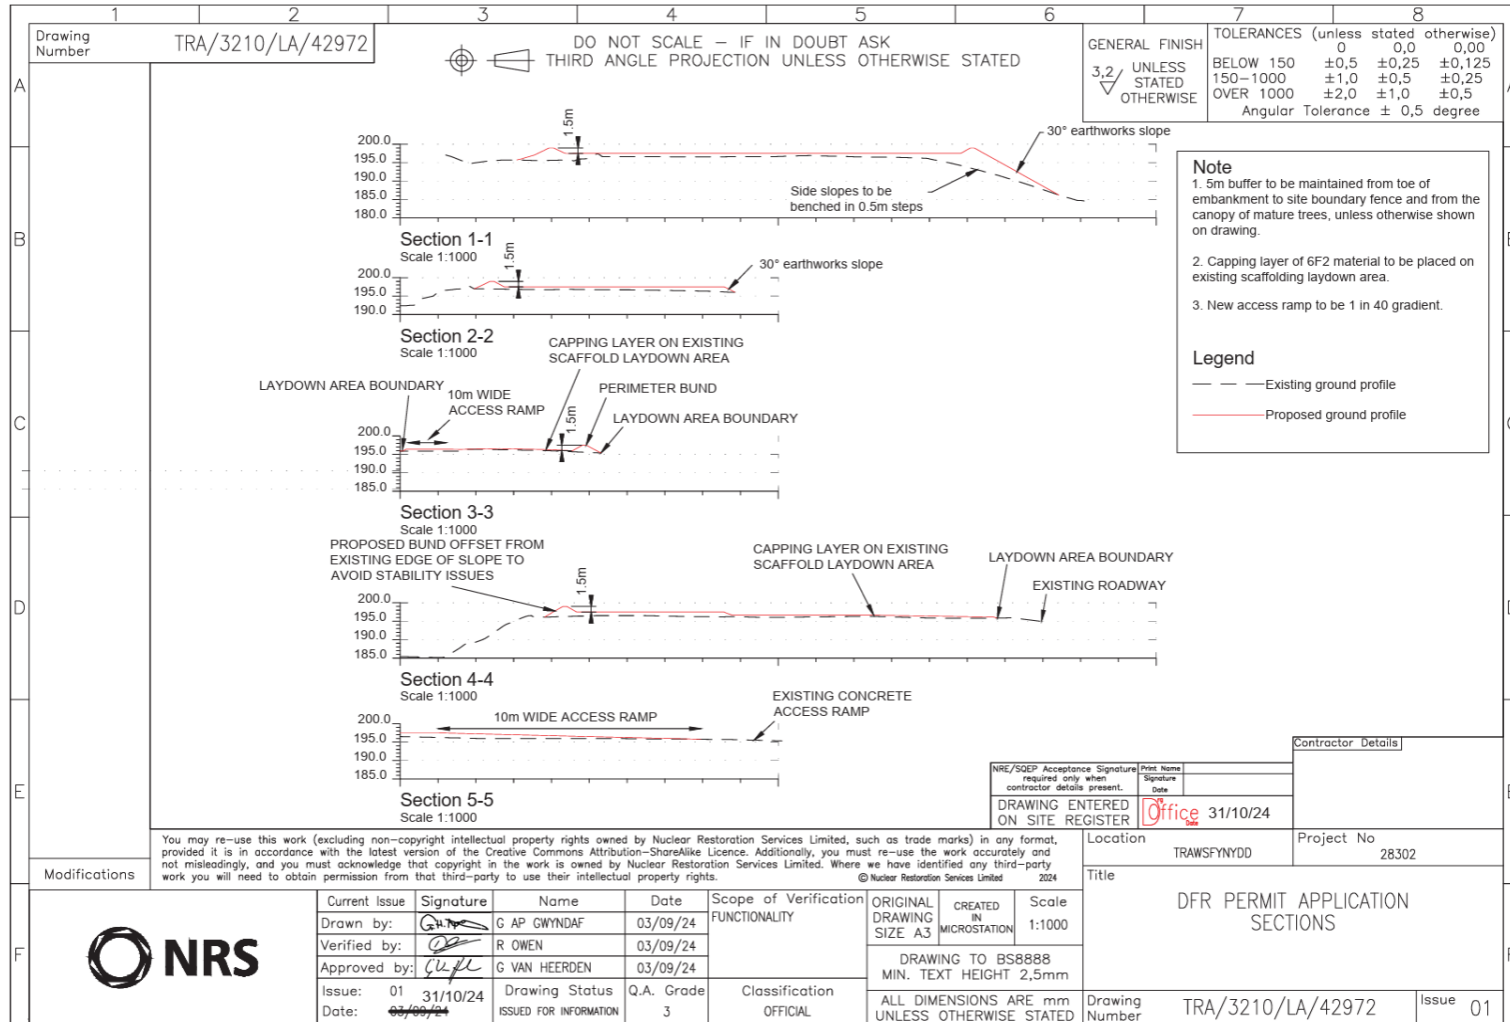 1 2 3 4 5 6 7 8
Drawing
Number
TRA/3210/LA/42972
DO NOT SCALE – IF IN DOUBT ASK
THIRD ANGLE PROJECTION UNLESS OTHERWISE STATED
GENERAL FINISH
3,2/ UNLESS
STATED
OTHERWISE
TOLERANCES (unless stated otherwise)
0 0,0 0,00
BELOW 150 ±0,5 ±0,25 ±0,125
150–1000 ±1,0 ±0,5 ±0,25
OVER 1000 ±2,0 ±1,0 ±0,5
Angular Tolerance ± 0,5 degree
A
B
C
D
E
F
1.5m
200.0
195.0
190.0
185.0
180.0
30° earthworks slope
Side slopes to be
benched in 0.5m steps
Section 1-1
Scale 1:1000
1.5m
200.0
195.0
190.0
30° earthworks slope
Section 2-2
Scale 1:1000
CAPPING LAYER ON EXISTING
SCAFFOLD LAYDOWN AREA
LAYDOWN AREA BOUNDARY
10m WIDE
ACCESS RAMP
1.5m
PERIMETER BUND
LAYDOWN AREA BOUNDARY
200.0
195.0
190.0
185.0
Section 3-3
Scale 1:1000
PROPOSED BUND OFFSET FROM
EXISTING EDGE OF SLOPE TO
AVOID STABILITY ISSUES
1.5m
CAPPING LAYER ON EXISTING
SCAFFOLD LAYDOWN AREA
LAYDOWN AREA BOUNDARY
EXISTING ROADWAY
200.0
195.0
190.0
185.0
Section 4-4
Scale 1:1000
10m WIDE ACCESS RAMP
EXISTING CONCRETE
ACCESS RAMP
200.0
195.0
190.0
185.0
Section 5-5
Scale 1:1000
Note
1. 5m buffer to be maintained from toe of
embankment to site boundary fence and from the
canopy of mature trees, unless otherwise shown
on drawing.
2. Capping layer of 6F2 material to be placed on
existing scaffolding laydown area.
3. New access ramp to be 1 in 40 gradient.
Legend
Existing ground profile
Proposed ground profile
Contractor Details
NRE/SQEP Acceptance Signature
required only when
contractor details present.
Print Name
Signature
Date
DRAWING ENTERED
ON SITE REGISTER
Office
Date
31/10/24
You may re–use this work (excluding non–copyright intellectual property rights owned by Nuclear Restoration Services Limited, such as trade marks) in any format,
provided it is in accordance with the latest version of the Creative Commons Attribution–ShareAlike Licence. Additionally, you must re–use the work accurately and
not misleadingly, and you must acknowledge that copyright in the work is owned by Nuclear Restoration Services Limited. Where we have identified any third–party
work you will need to obtain permission from that third–party to use their intellectual property rights.
© Nuclear Restoration Services Limited 2024
Modifications
Location
TRAWSFYNYDD
Project No
28302
Title
DFR PERMIT APPLICATION
SECTIONS
NRS
Current Issue Signature Name Date
Drawn by: G AP GWYNDAF 03/09/24
Verified by: R OWEN 03/09/24
Approved by: G VAN HEERDEN 03/09/24
Issue: 01
Date: 03/09/24
31/10/24
Drawing Status
ISSUED FOR INFORMATION
Q.A. Grade
3
Scope of Verification
FUNCTIONALITY
Classification
OFFICIAL
ORIGINAL
DRAWING
SIZE A3
CREATED
IN
MICROSTATION
Scale
1:1000
DRAWING TO BS8888
MIN. TEXT HEIGHT 2,5mm
ALL DIMENSIONS ARE mm
UNLESS OTHERWISE STATED
Drawing
Number
TRA/3210/LA/42972
Issue 01